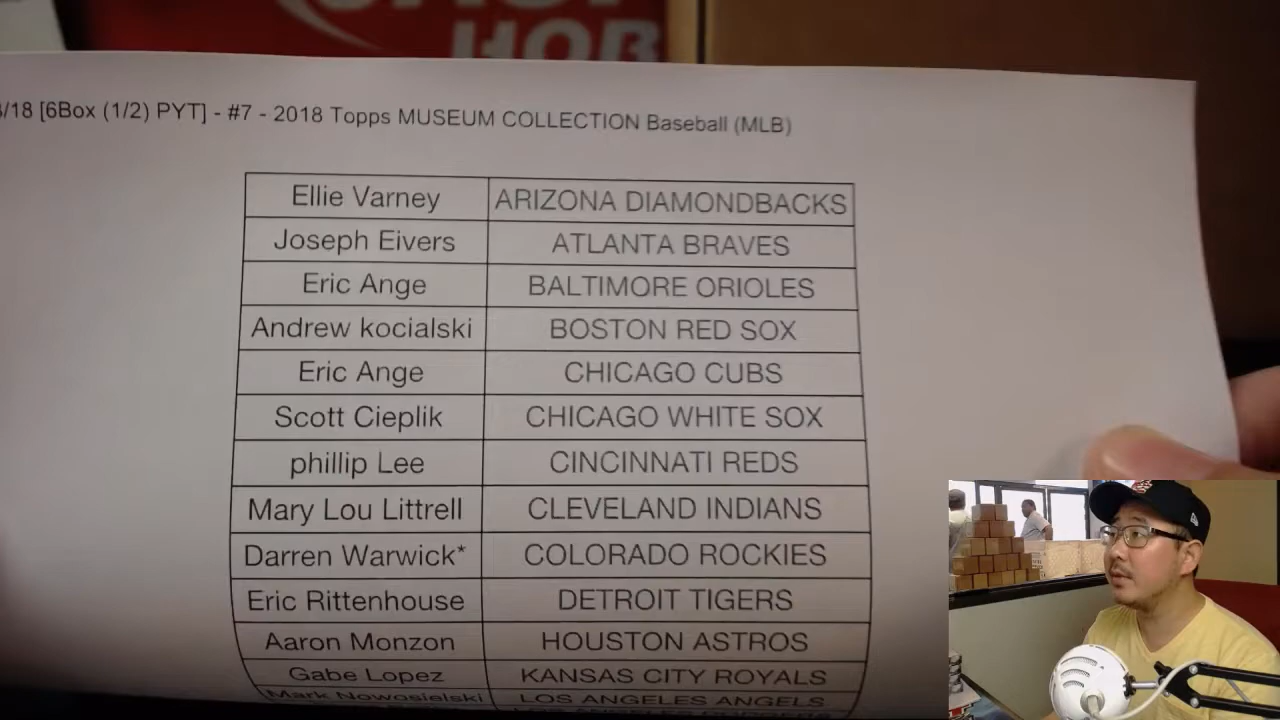 HOB
/18 [6Box (1/2) PYT] - #7 - 2018 Topps MUSEUM COLLECTION Baseball (MLB)
Ellie Varney ARIZONA DIAMONDBACKS
Joseph Eivers ATLANTA BRAVES
Eric Ange BALTIMORE ORIOLES
Andrew kocialski BOSTON RED SOX
Eric Ange CHICAGO CUBS
Scott Cieplik CHICAGO WHITE SOX
phillip Lee CINCINNATI REDS
Mary Lou Littrell CLEVELAND INDIANS
Darren Warwick* COLORADO ROCKIES
Eric Rittenhouse DETROIT TIGERS
Aaron Monzon HOUSTON ASTROS
Gabe Lopez KANSAS CITY ROYALS
Mark Nowosielski LOS ANGELES ANGELS